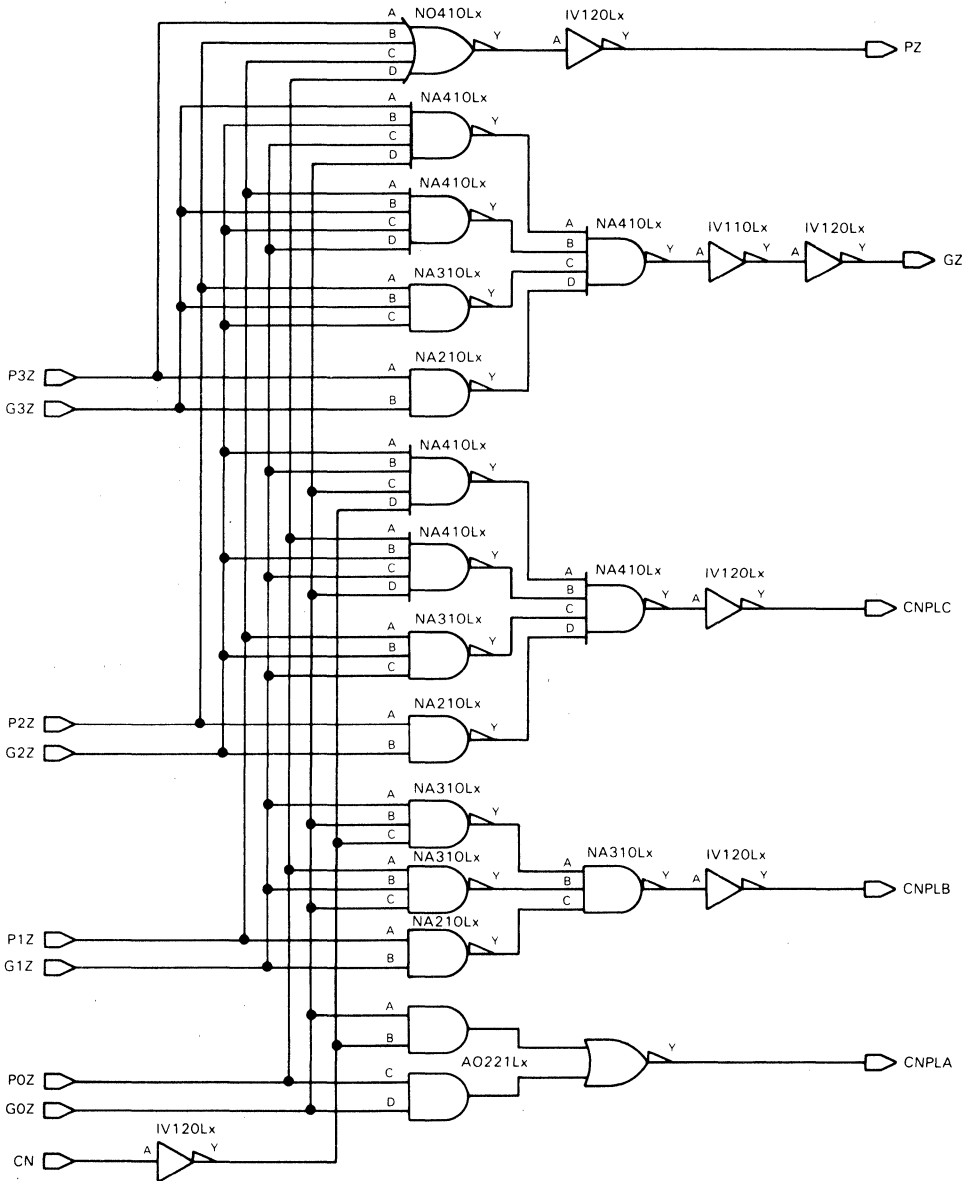 A NO410Lx IV120Lx
B Y A Y PZ
C
D
NA410Lx
A
B Y
C
D
NA410Lx
A
B Y
C
D
NA410Lx IV110Lx IV120Lx
A
B Y A Y A Y GZ
C
D
NA310Lx
A
B Y
C
NA210Lx
P3Z A Y
G3Z B
NA410Lx
A
B Y
C
D
NA410Lx
A
B Y
C
D
NA410Lx IV120Lx
A
B Y A Y CNPLC
C
D
NA310Lx
A
B Y
C
NA210Lx
P2Z A Y
G2Z B
NA310Lx
A
B Y
C
NA310Lx
A
B Y
C
NA310Lx IV120Lx
A
B Y A Y CNPLB
C
NA210Lx
P1Z A Y
G1Z B
A
B
AO221Lx Y CNPLA
P0Z C
G0Z D
IV120Lx
CN A Y